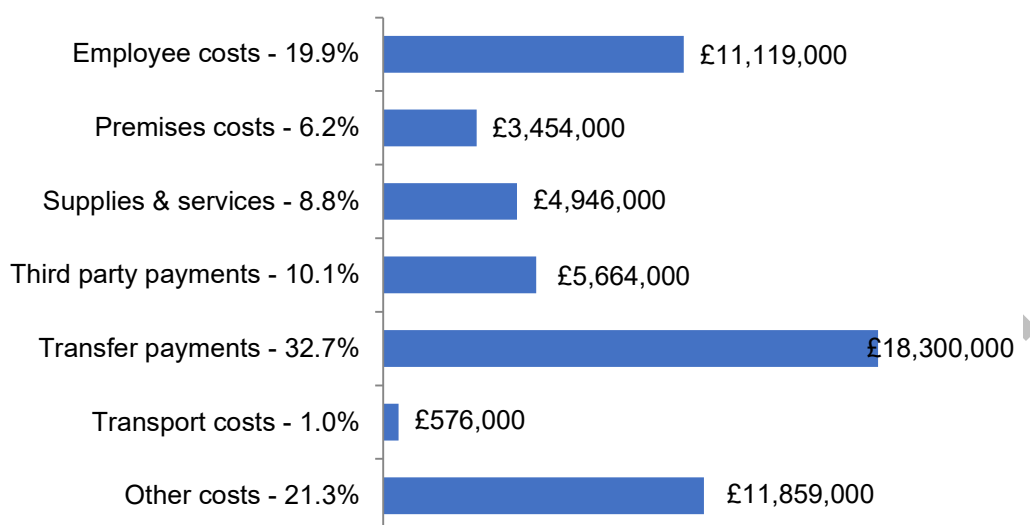 Employee costs - 19.9% £11,119,000
Premises costs - 6.2% £3,454,000
Supplies & services - 8.8% £4,946,000
Third party payments - 10.1% £5,664,000
Transfer payments - 32.7% £18,300,000
Transport costs - 1.0% £576,000
Other costs - 21.3% £11,859,000